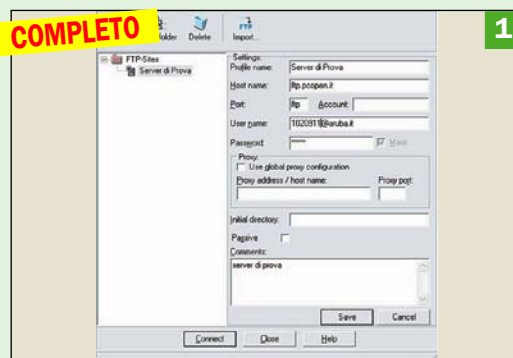 COMPLETO
1
older Delete Import...
FTP-Sites
Server di Prova
Settings:
Profile name: Server di Prova
Host name: ftp.pcopen.it
Port: ftp Account:
User name: 1020911@aruba.it
Password: ***** Mask
Proxy:
Use global proxy configuration
Proxy address / host name: Proxy port:
Initial directory:
Passive
Comments:
server di prova
Save Cancel
Connect Close Help